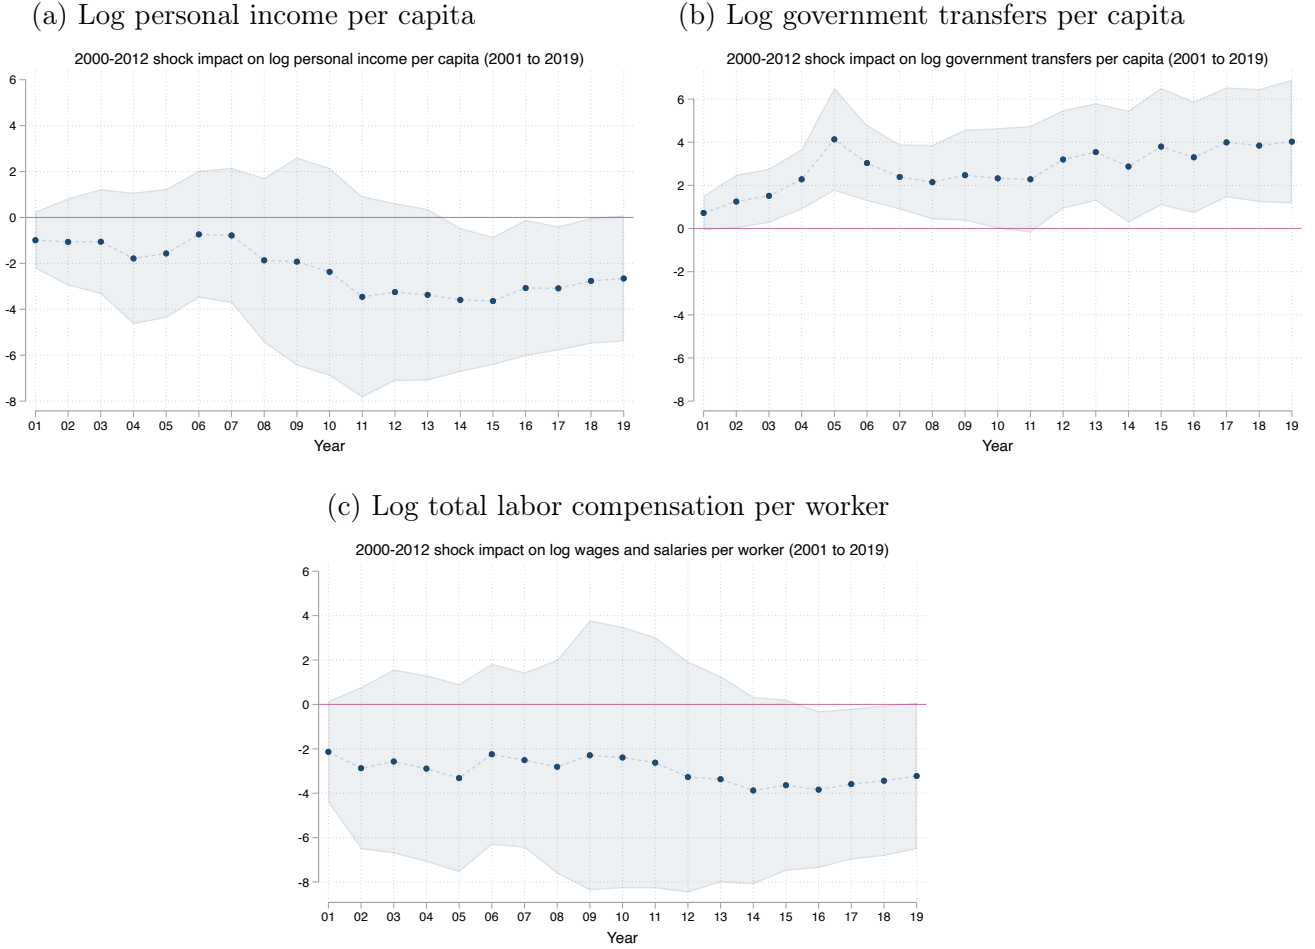 (a) Log personal income per capita
2000-2012 shock impact on log personal income per capita (2001 to 2019)
6
4
2
0
-2
-4
-6
-8
01 02 03 04 05 06 07 08 09 10 11 12 13 14 15 16 17 18 19
Year
(b) Log government transfers per capita
2000-2012 shock impact on log government transfers per capita (2001 to 2019)
6
4
2
0
-2
-4
-6
-8
01 02 03 04 05 06 07 08 09 10 11 12 13 14 15 16 17 18 19
Year
(c) Log total labor compensation per worker
2000-2012 shock impact on log wages and salaries per worker (2001 to 2019)
6
4
2
0
-2
-4
-6
-8
01 02 03 04 05 06 07 08 09 10 11 12 13 14 15 16 17 18 19
Year